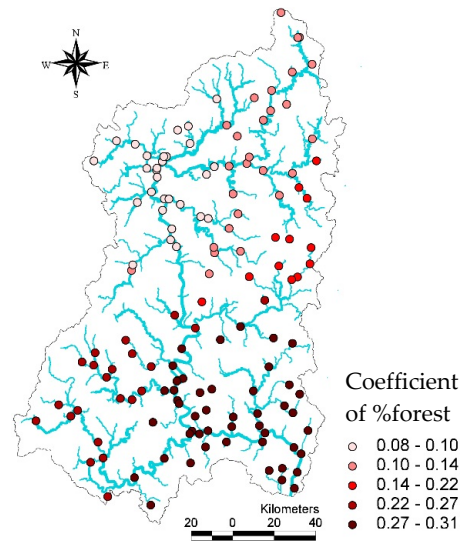 N
W E
S
Coefficient
of %forest
0.08 - 0.10
0.10 - 0.14
0.14 - 0.22
0.22 - 0.27
0.27 - 0.31
Kilometers
20 0 20 40